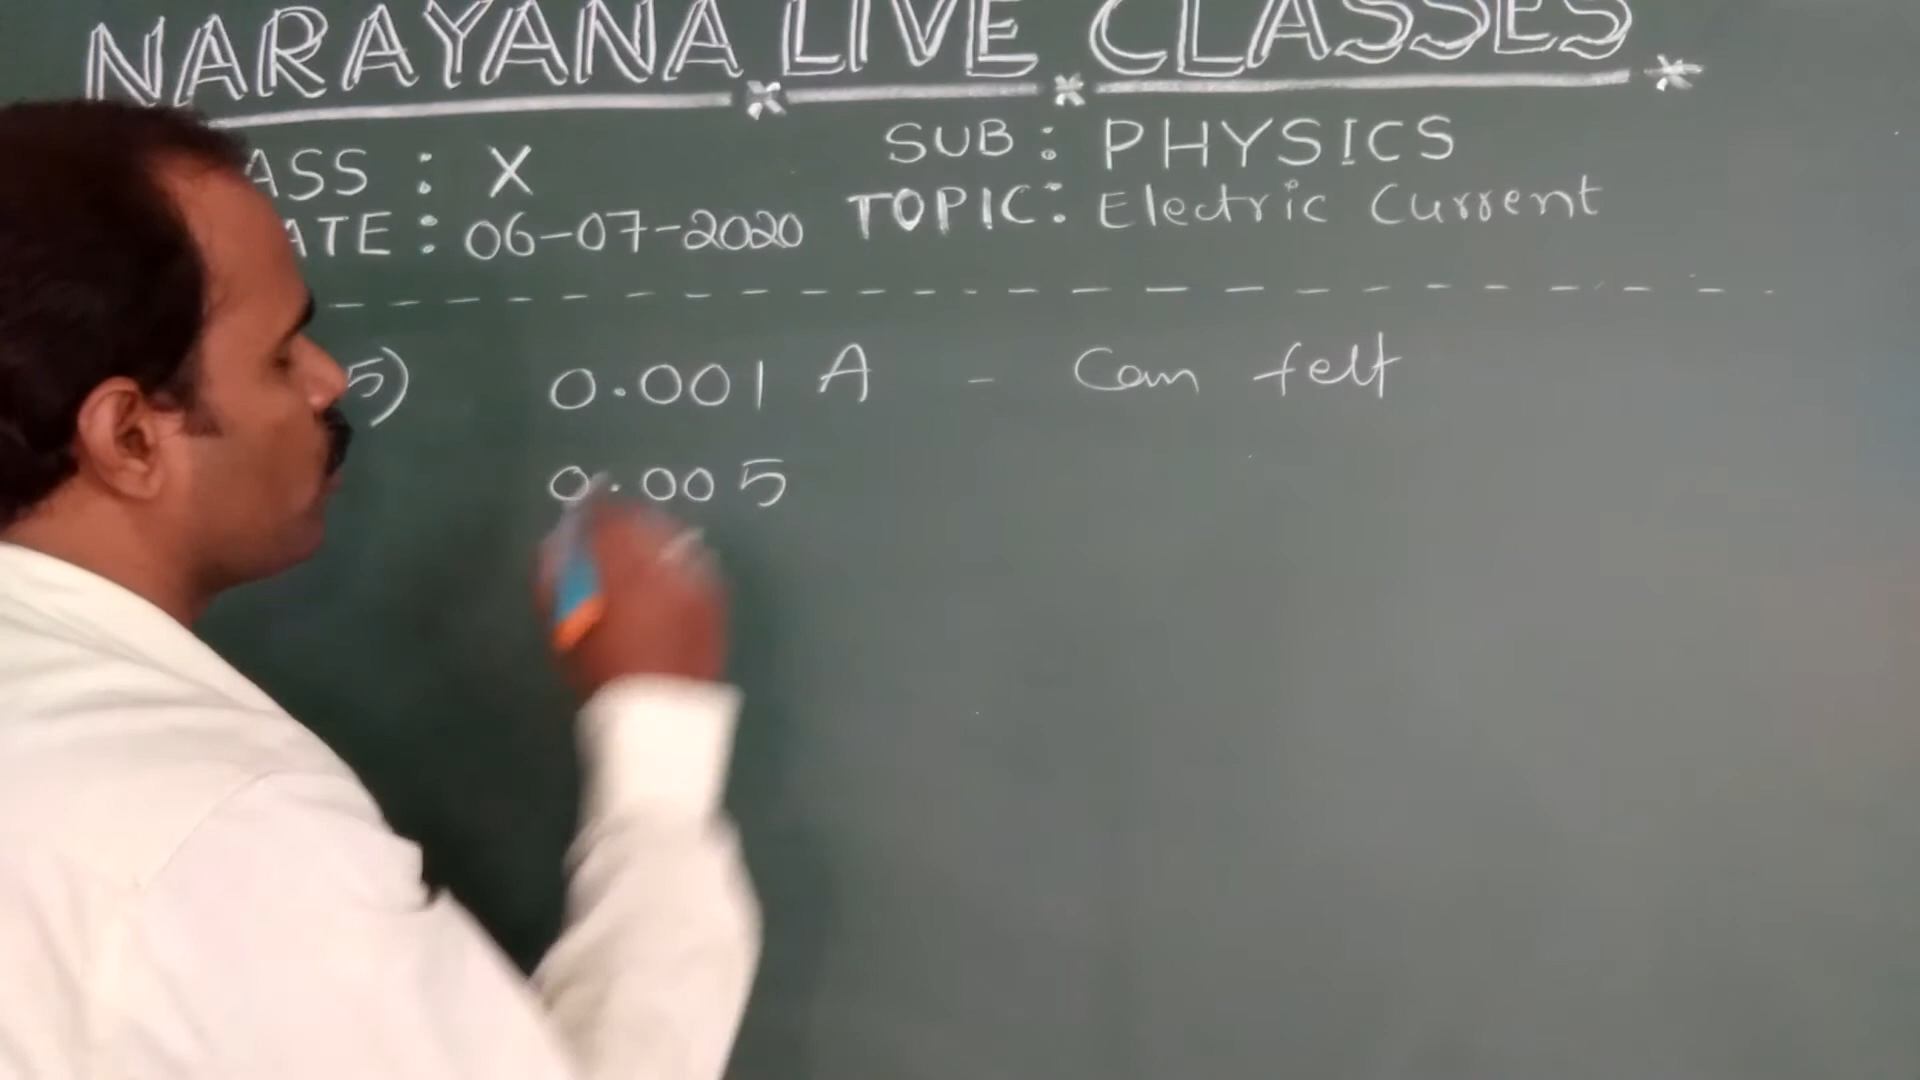 NARAYANA LIVE CLASSES
ASS : X
SUB : PHYSICS
ATE : 06-07-2020
TOPIC : Electric Current
5) 0.001 A - Can felt
0.005